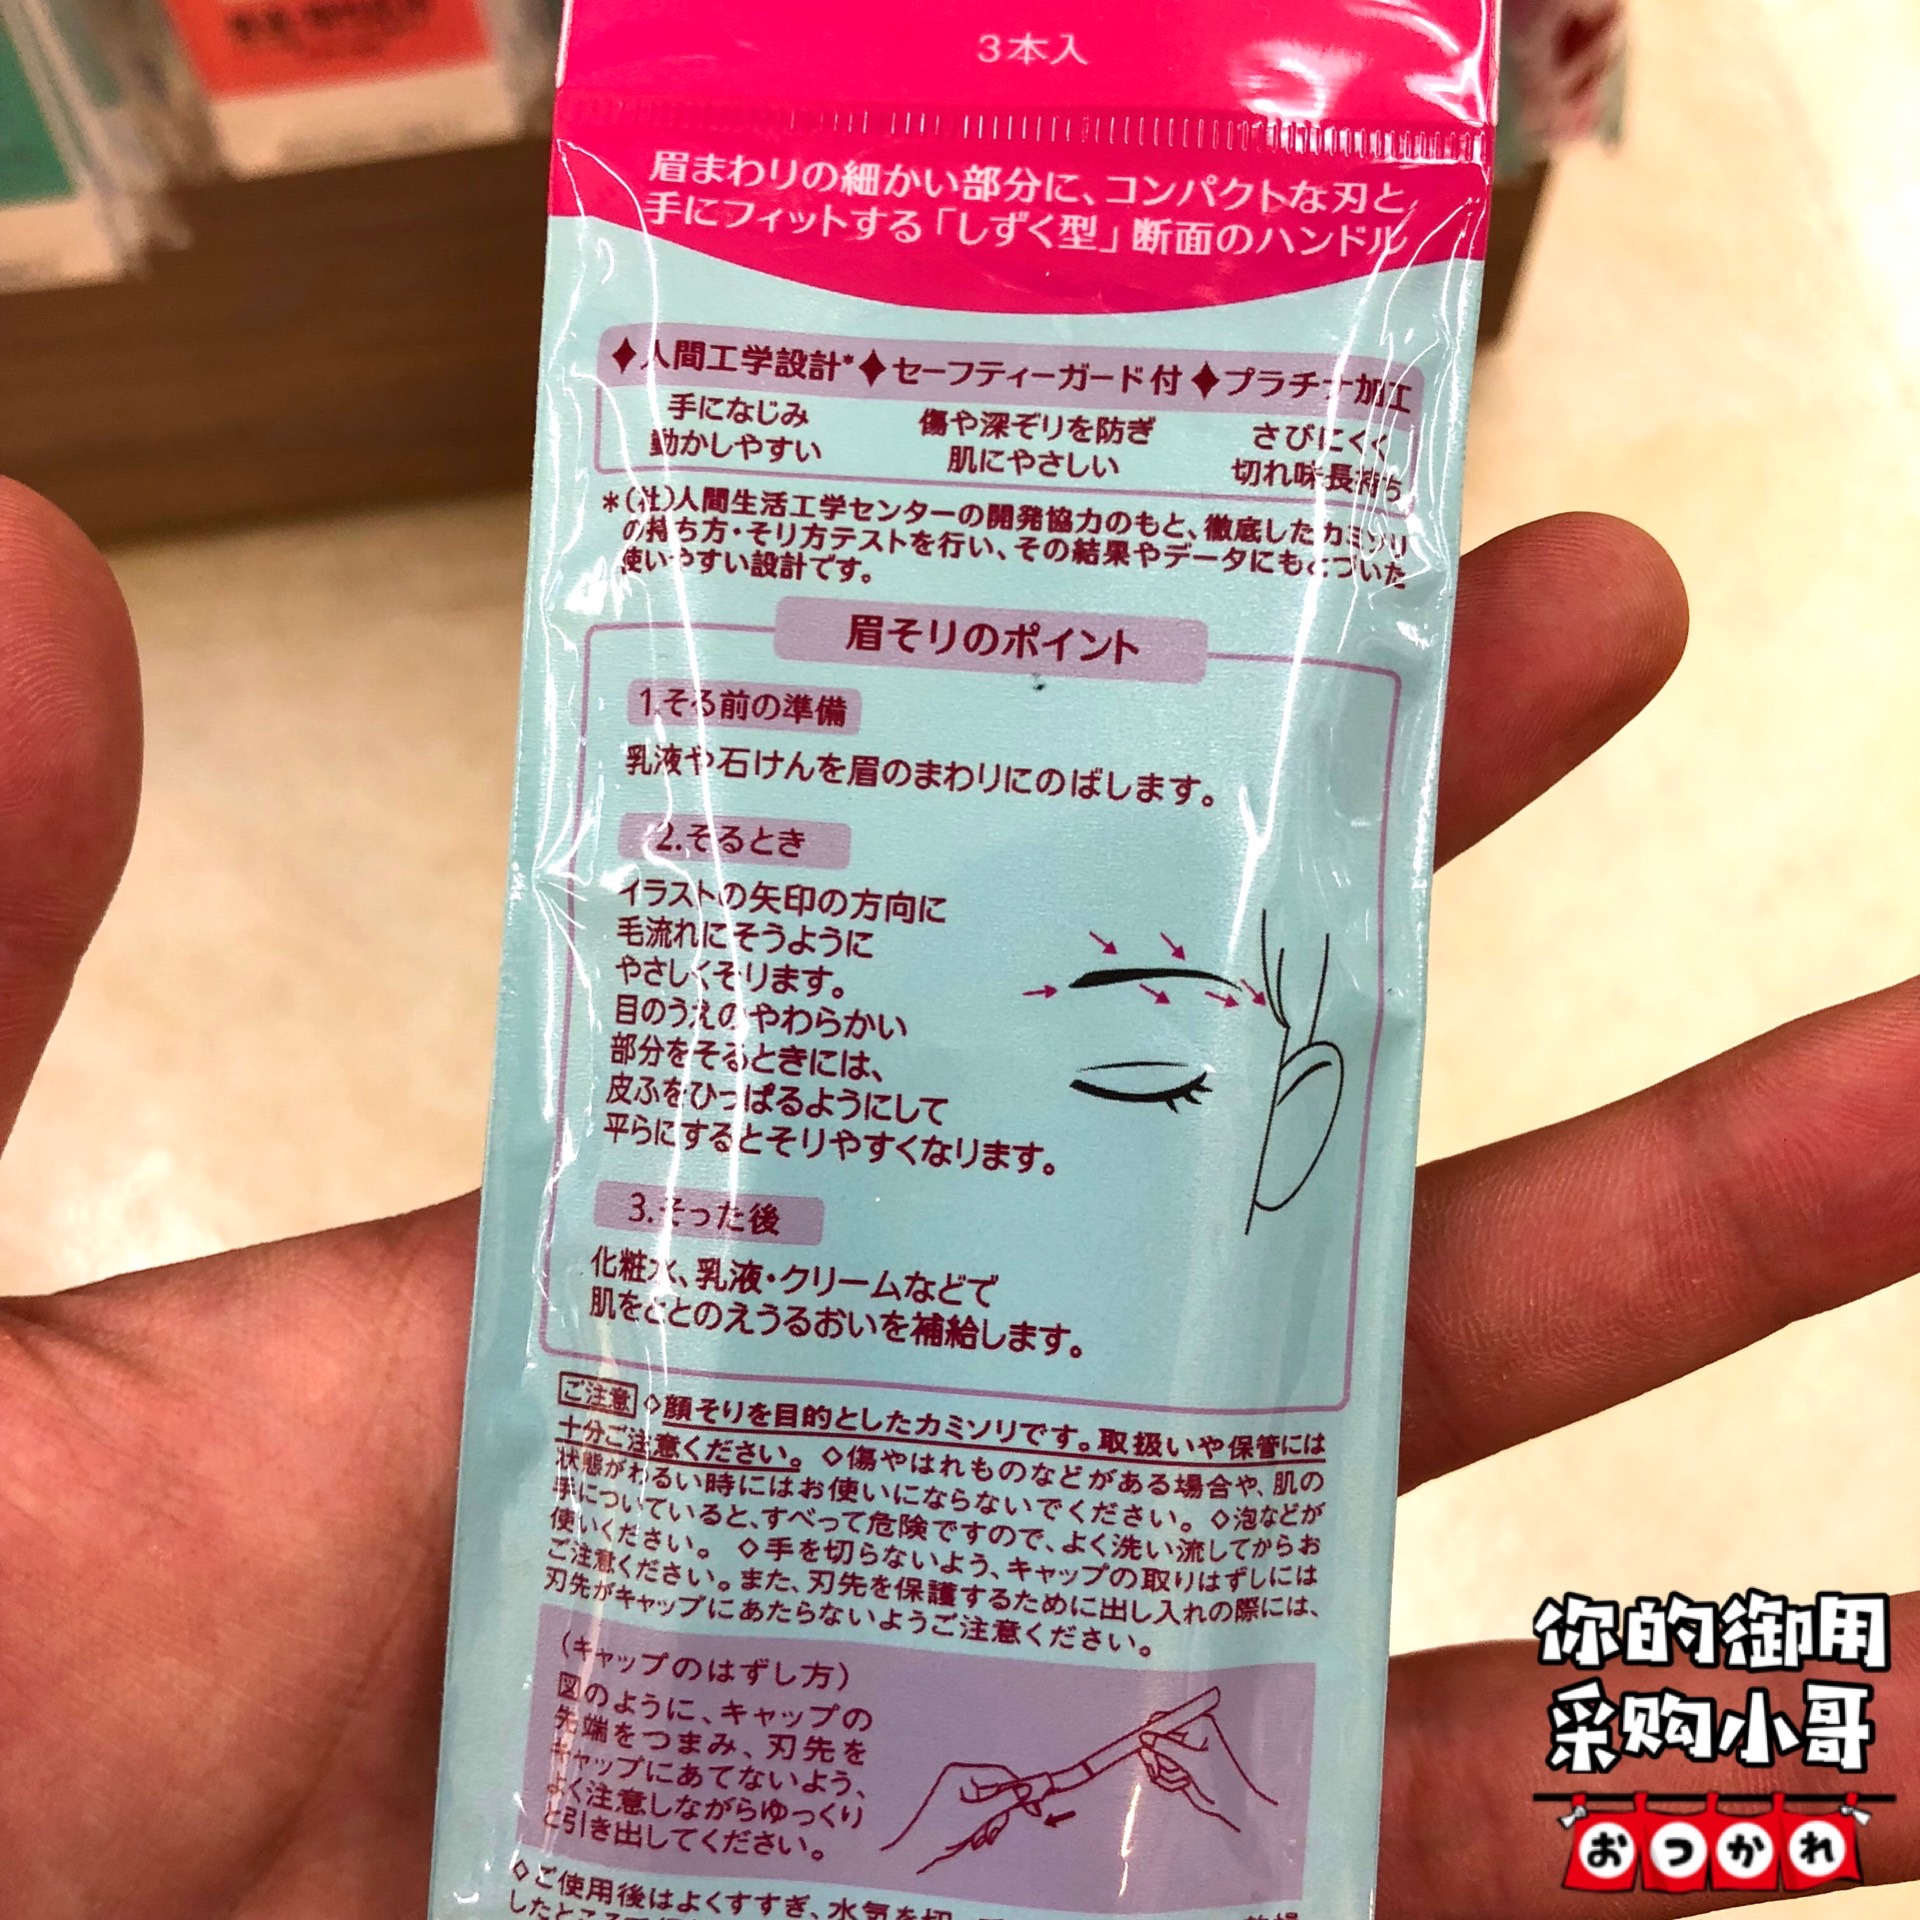 3本入
眉まわりの細かい部分に、コンパクトな刃と
手にフィットする「しずく型」断面のハンドル
◆人間工学設計*◆セーフティーガード付◆プラチナ加工
手になじみ
動かしやすい
傷や深ぞりを防ぎ
肌にやさしい
さびにくく
切れ味長持ち
*(社)人間生活工学センターの開発協力のもと、徹底したカミソリ
の持ち方・そり方テストを行い、その結果やデータにもとづいた
使いやすい設計です。
眉そりのポイント
1.そる前の準備
乳液や石けんを眉のまわりにのばします。
2.そるとき
イラストの矢印の方向に
毛流れにそうように
やさしくそります。
目のうえのやわらかい
部分をそるときには、
皮ふをひっぱるようにして
平らにするとそりやすくなります。
3.そった後
化粧水、乳液・クリームなどで
肌をととのえうるおいを補給します。
ご注意 ◇顔そりを目的としたカミソリです。取扱いや保管には
十分ご注意ください。◇傷やはれものなどがある場合や、肌の
状態がわるい時にはお使いにならないでください。◇泡などが
手についていると、すべって危険ですので、よく洗い流してからお
使いください。◇手を切らないよう、キャップの取りはずしには
ご注意ください。また、刃先を保護するために出し入れの際には、
刃先がキャップにあたらないようご注意ください。
(キャップのはずし方)
図のように、キャップの
先端をつまみ、刃先を
キャップにあてないよう、
よく注意しながらゆっくり
と引き出してください。
◇ご使用後はよくすすぎ、水気を切
したところ
你的御用
采购小哥
おつかれ